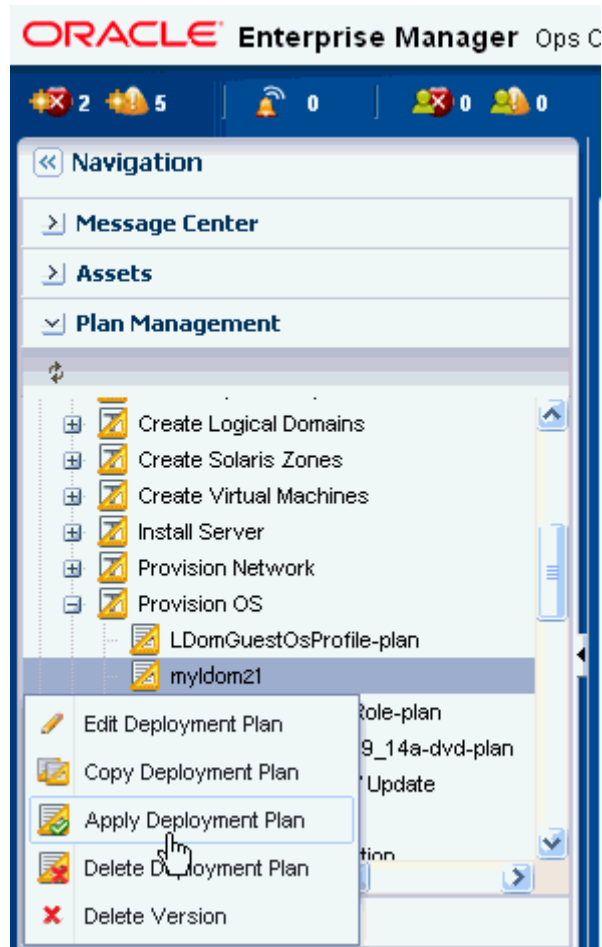 ORACLE Enterprise Manager Ops C
2 5 0 0 0
Navigation
Message Center
Assets
Plan Management
Create Logical Domains
Create Solaris Zones
Create Virtual Machines
Install Server
Provision Network
Provision OS
LDomGuestOsProfile-plan
myldom21
Edit Deployment Plan
Role-plan
9_14a-dvd-plan
Copy Deployment Plan
Update
Apply Deployment Plan
tion
Delete Deployment Plan
Delete Version